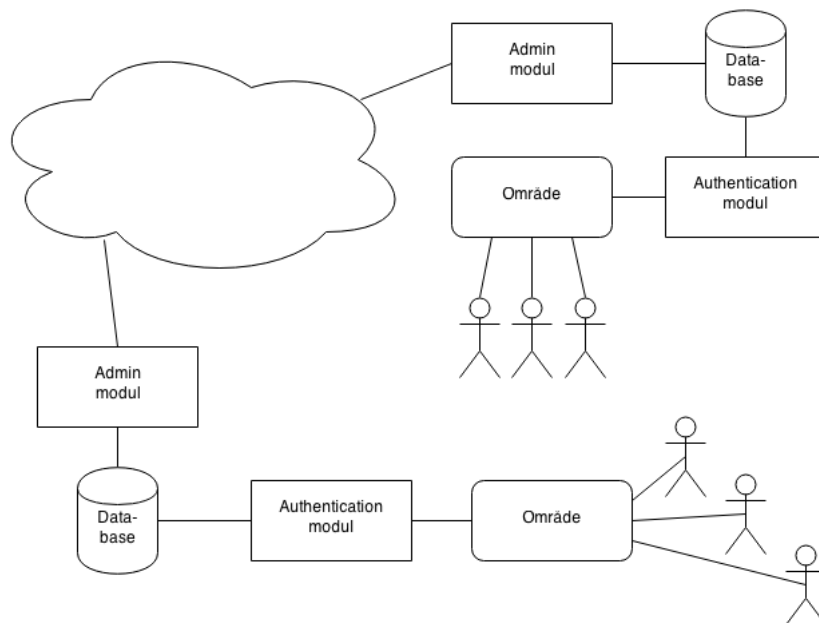 Admin
modul
Data-
base
Område
Authentication
modul
Admin
modul
Data-
base
Authentication
modul
Område